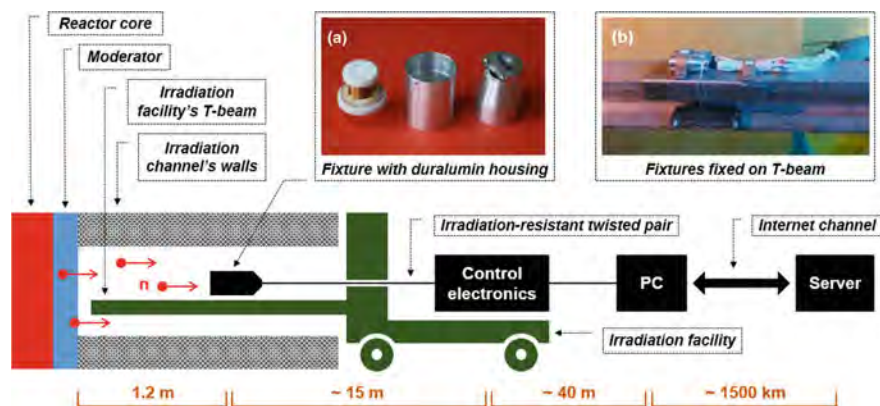 Reactor core
Moderator
Irradiation
facility's T-beam
Irradiation
channel's walls
(a)
Fixture with duralumin housing
(b)
Fixtures fixed on T-beam
Irradiation-resistant twisted pair
Internet channel
n
Control
electronics
PC
Server
Irradiation facility
1.2 m
~ 15 m
~ 40 m
~ 1500 km